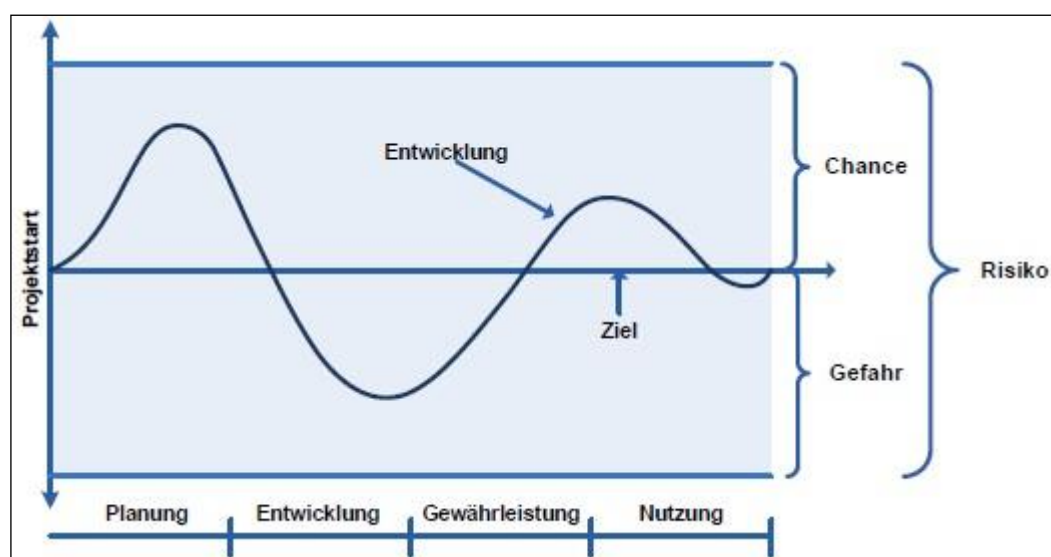 Projektstart
Entwicklung
Chance
Risiko
Ziel
Gefahr
Planung
Entwicklung
Gewährleistung
Nutzung